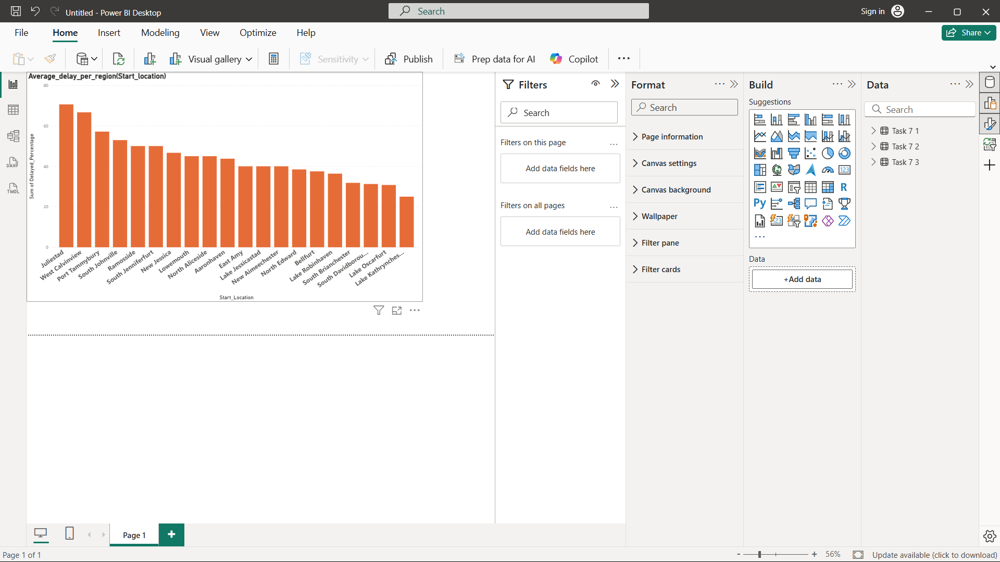 Untitled - Power BI Desktop
Search
Sign in
File
Home
Insert
Modeling
View
Optimize
Help
Share
Visual gallery
Sensitivity
Publish
Prep data for AI
Copilot
DAX
TMDL
Average_delay_per_region(Start_location)
Sum of Delayed_Percentage
80
60
40
20
0
Juliestad
West Calvinview
Port Tammybury
South Johnville
Ramosside
South Jenniferfurt
New Jessica
Lowemouth
North Aliceside
Aaronhaven
East Amy
Lake Jessicastad
New Aimeechester
North Edward
Bellfurt
Lake Robinhaven
South Brianchester
South Davidborou...
Lake Oscarfurt
Lake Kathrynches...
Start_Location
Filters
Search
Filters on this page
...
Add data fields here
Filters on all pages
...
Add data fields here
Format
Search
Page information
Canvas settings
Canvas background
Wallpaper
Filter pane
Filter cards
Build
Suggestions
123
R
Py
123
Data
+Add data
Data
Search
Task 7 1
Task 7 2
Task 7 3
Page 1
Page 1 of 1
-
+
56%
Update available (click to download)